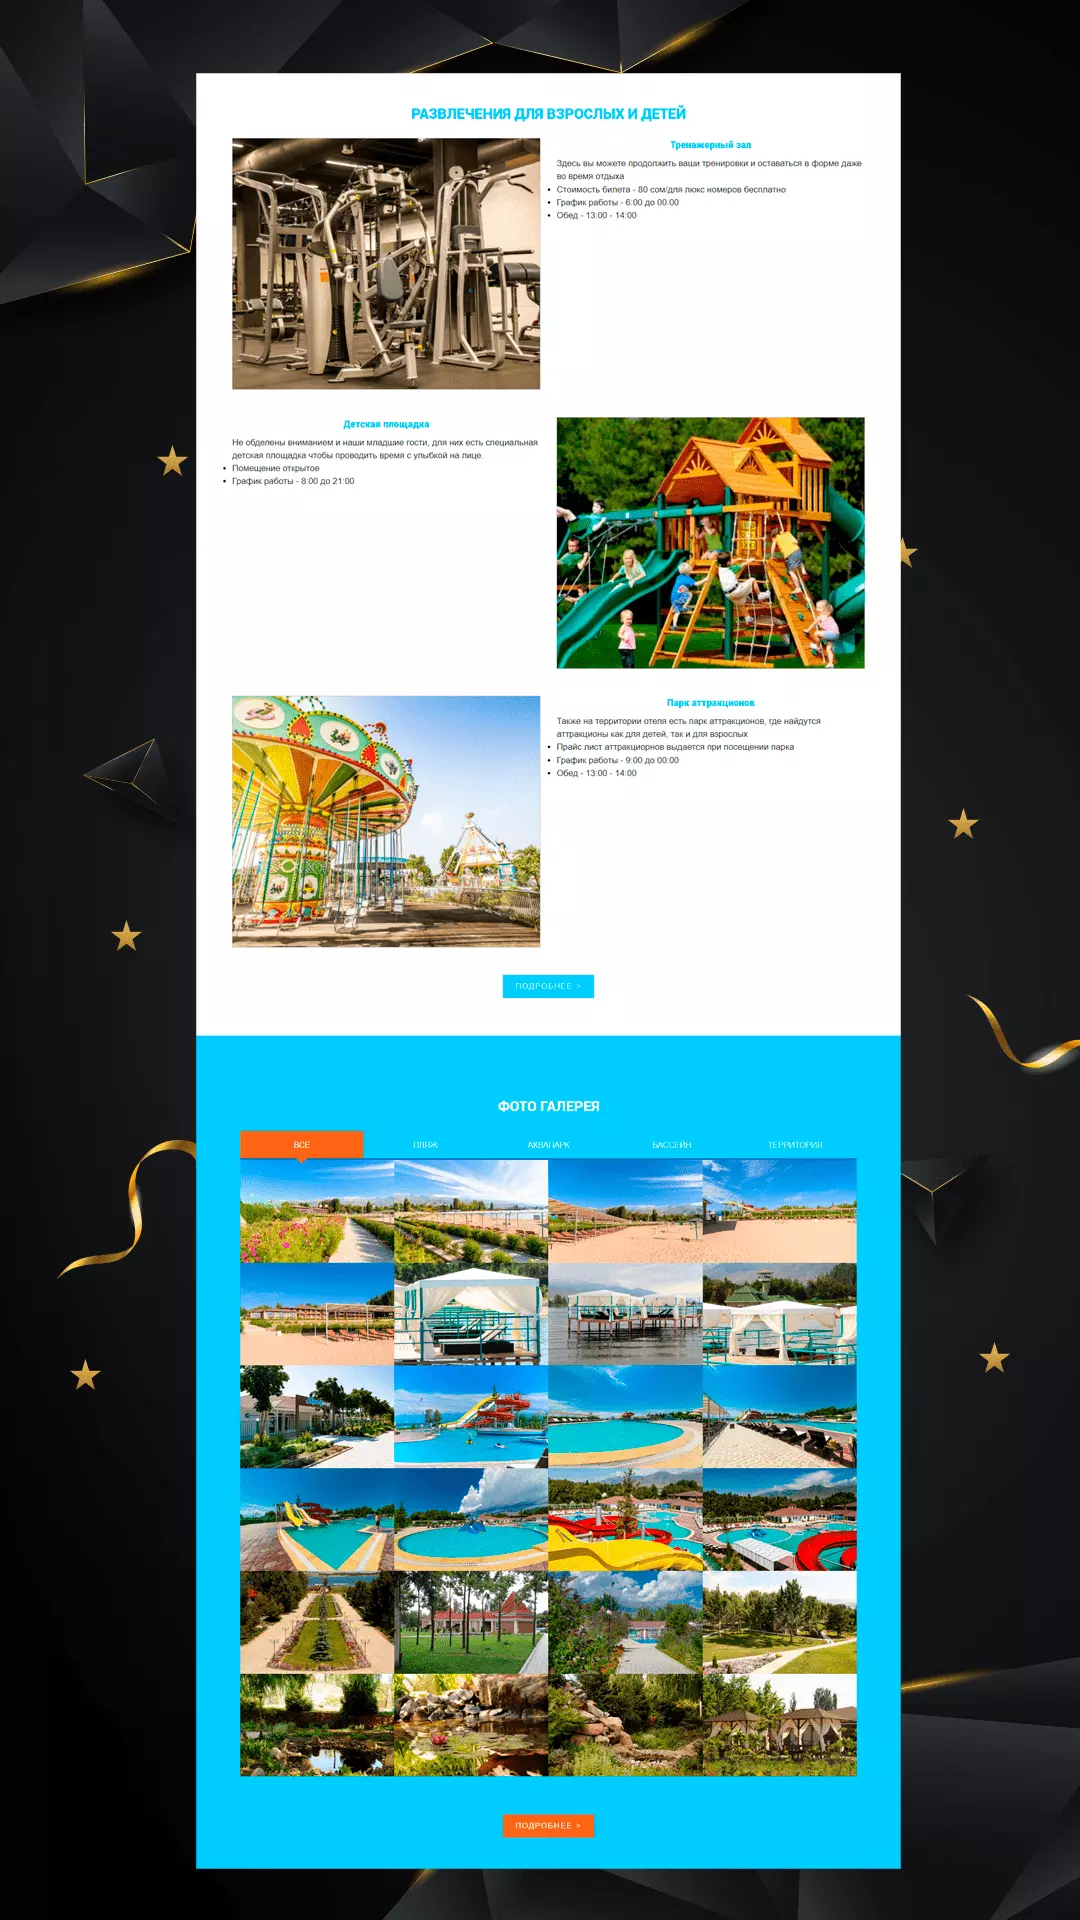 РАЗВЛЕЧЕНИЯ ДЛЯ ВЗРОСЛЫХ И ДЕТЕЙ
Тренажерный зал
Здесь вы можете продолжить ваши тренировки и оставаться в форме даже
во время отдыха
• Стоимость билета - 80 сом/для люкс номеров бесплатно
• График работы - 6:00 до 00:00
• Обед - 13:00 - 14:00
Детская площадка
Не обделены вниманием и наши младшие гости, для них есть специальная
детская площадка чтобы проводить время с улыбкой на лице.
• Помещение открытое
• График работы - 8:00 до 21:00
Парк аттракционов
Также на территории отеля есть парк аттракционов, где найдутся
аттракционы как для детей, так и для взрослых
• Прайс лист аттракциорнов выдается при посещении парка
• График работы - 9:00 до 00:00
• Обед - 13:00 - 14:00
ПОДРОБНЕЕ >
ФОТО ГАЛЕРЕЯ
ВСЕ
ПЛЯЖ
АКВАПАРК
БАССЕЙН
ТЕРРИТОРИЯ
ПОДРОБНЕЕ >